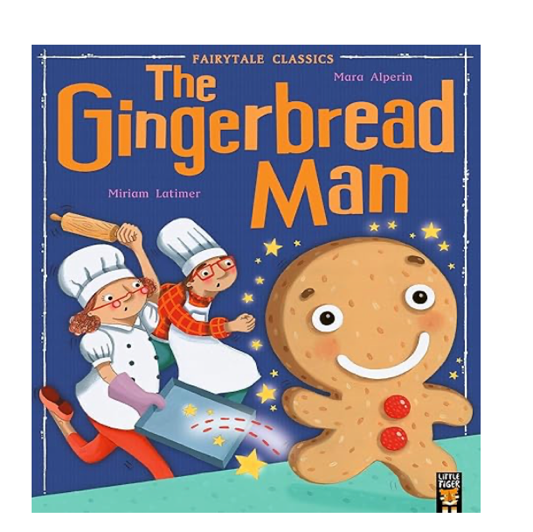 FAIRYTALE CLASSICS
The
Mara Alperin
Gingerbread
Miriam Latimer
Man
LITTLE
TIGER